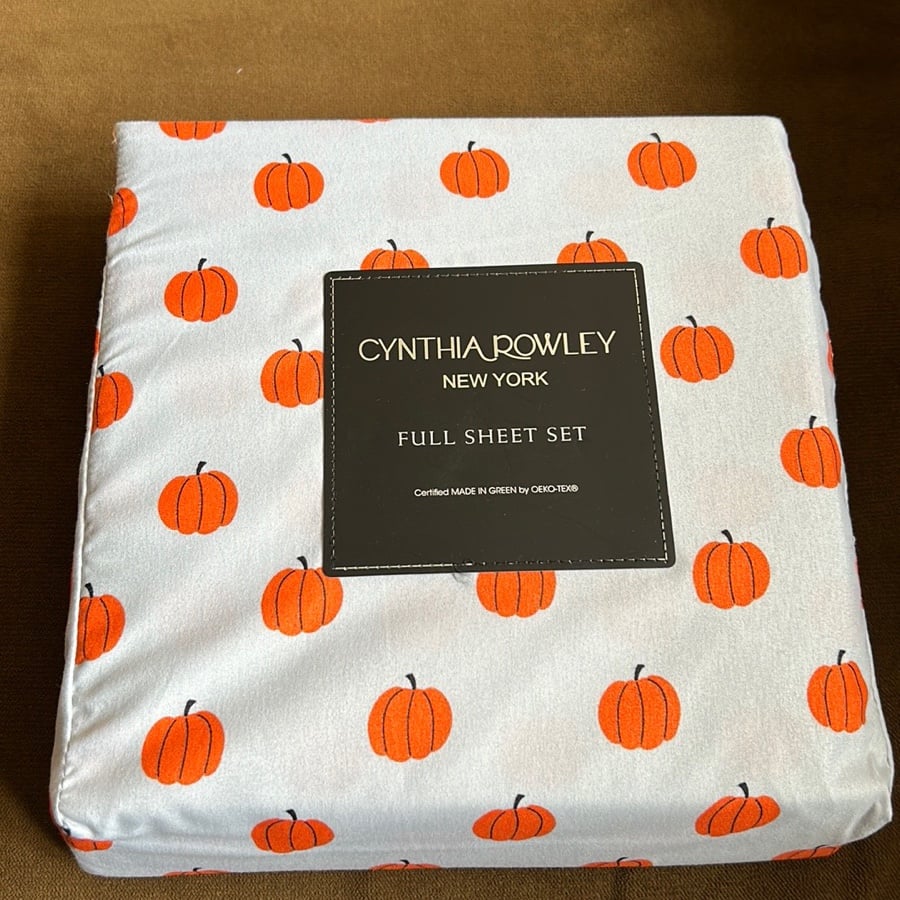 CYNTHIA ROWLEY
NEW YORK
FULL SHEET SET
Certified MADE IN GREEN by OEKO-TEX®